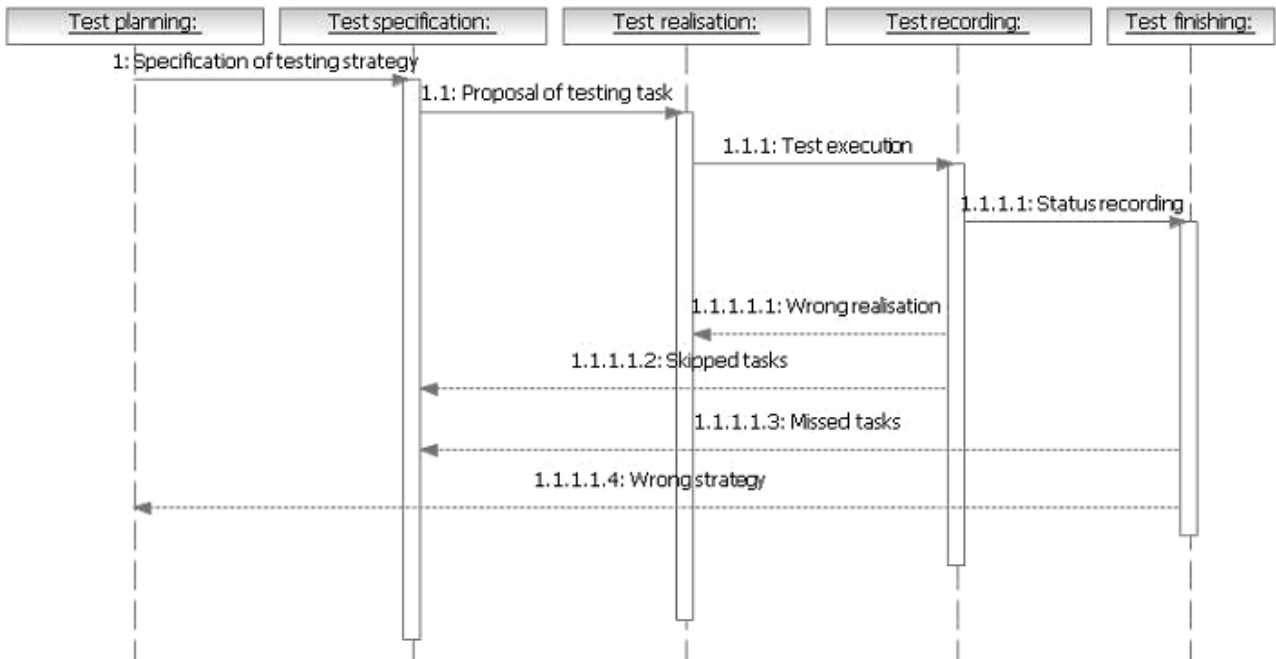 Test planning:
Test specification:
Test realisation:
Test recording:
Test finishing:
1: Specification of testing strategy
1.1: Proposal of testing task
1.1.1: Test execution
1.1.1.1: Status recording
1.1.1.1.1: Wrong realisation
1.1.1.1.2: Skipped tasks
1.1.1.1.3: Missed tasks
1.1.1.1.4: Wrong strategy